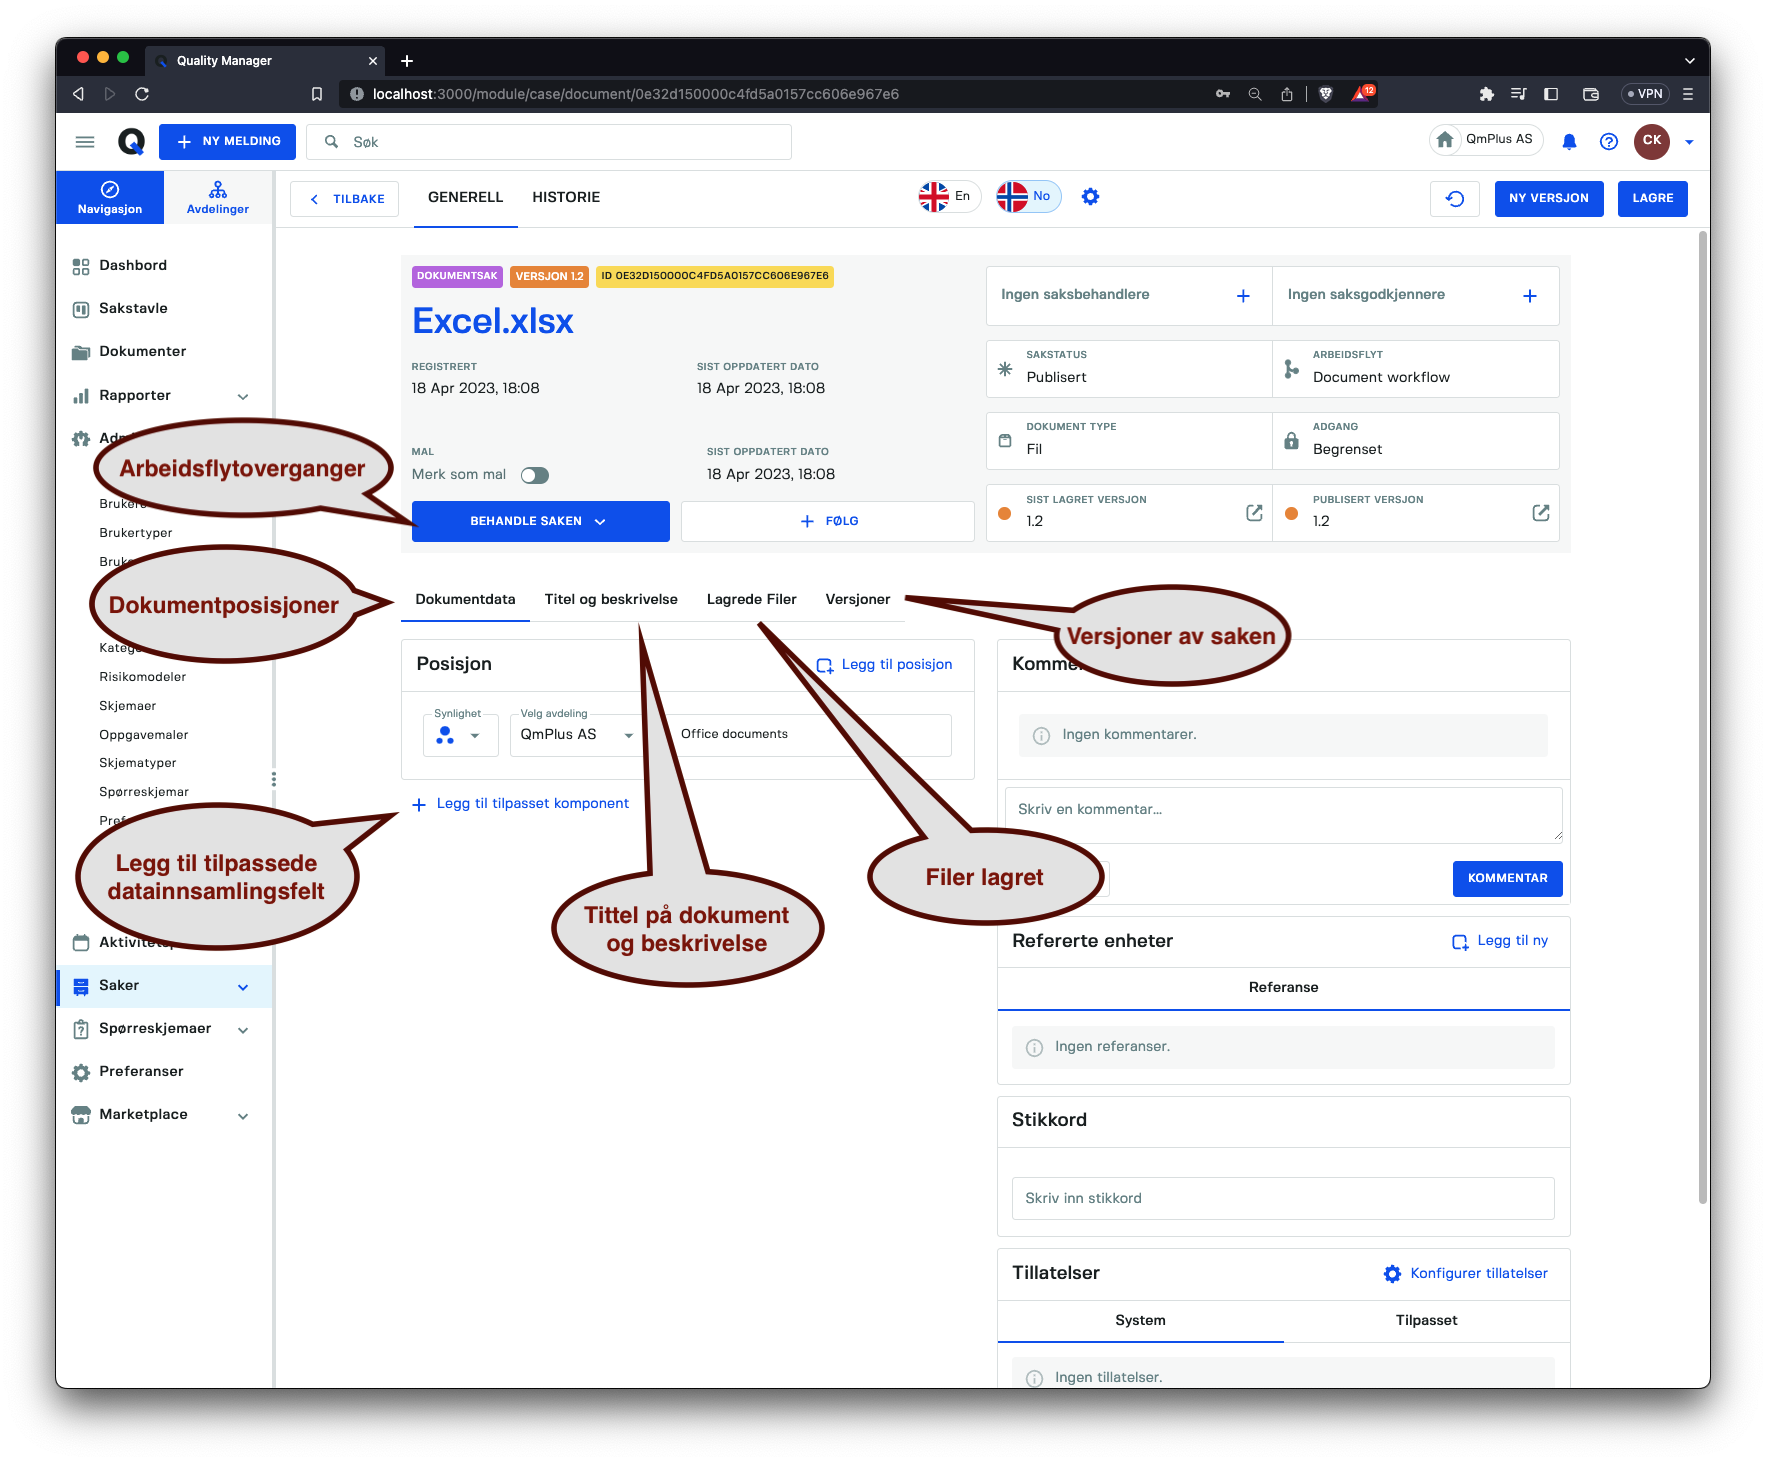 Quality Manager
localhost:3000/module/case/document/0e32d150000c4fd5a0157cc606e967e6
12
VPN
NY MELDING
Søk
QmPlus AS
CK
Navigasjon
Avdelinger
TILBAKE
GENERELL
HISTORIE
En
No
NY VERSJON
LAGRE
Dashbord
Sakstavle
Dokumenter
Rapporter
Brukertyper
Risikomodeler
Skjemaer
Oppgavemaler
Skjematyper
Spørreskjemar
Saker
Spørreskjemaer
Preferanser
Marketplace
DOKUMENTSAK
VERSJON 1.2
ID 0E32D150000C4FD5A0157CC606E967E6
Excel.xlsx
REGISTRERT
18 Apr 2023, 18:08
SIST OPPDATERT DATO
18 Apr 2023, 18:08
MAL
Merk som mal
SIST OPPDATERT DATO
18 Apr 2023, 18:08
BEHANDLE SAKEN
FØLG
Ingen saksbehandlere
Ingen saksgodkjennere
SAKSTATUS
Publisert
ARBEIDSFLYT
Document workflow
DOKUMENT TYPE
Fil
ADGANG
Begrenset
SIST LAGRET VERSJON
1.2
PUBLISERT VERSJON
1.2
Arbeidsflytoverganger
Dokumentposisjoner
Versjoner av saken
Legg til tilpassede
datainnsamlingsfelt
Tittel på dokument
og beskrivelse
Filer lagret
Dokumentdata
Titel og beskrivelse
Lagrede Filer
Versjoner
Posisjon
Legg til posisjon
Synlighet
Velg avdeling
QmPlus AS
Office documents
Legg til tilpasset komponent
Ingen kommentarer.
Skriv en kommentar...
KOMMENTAR
Refererte enheter
Legg til ny
Referanse
Ingen referanser.
Stikkord
Skriv inn stikkord
Tillatelser
Konfigurer tillatelser
System
Tilpasset
Ingen tillatelser.